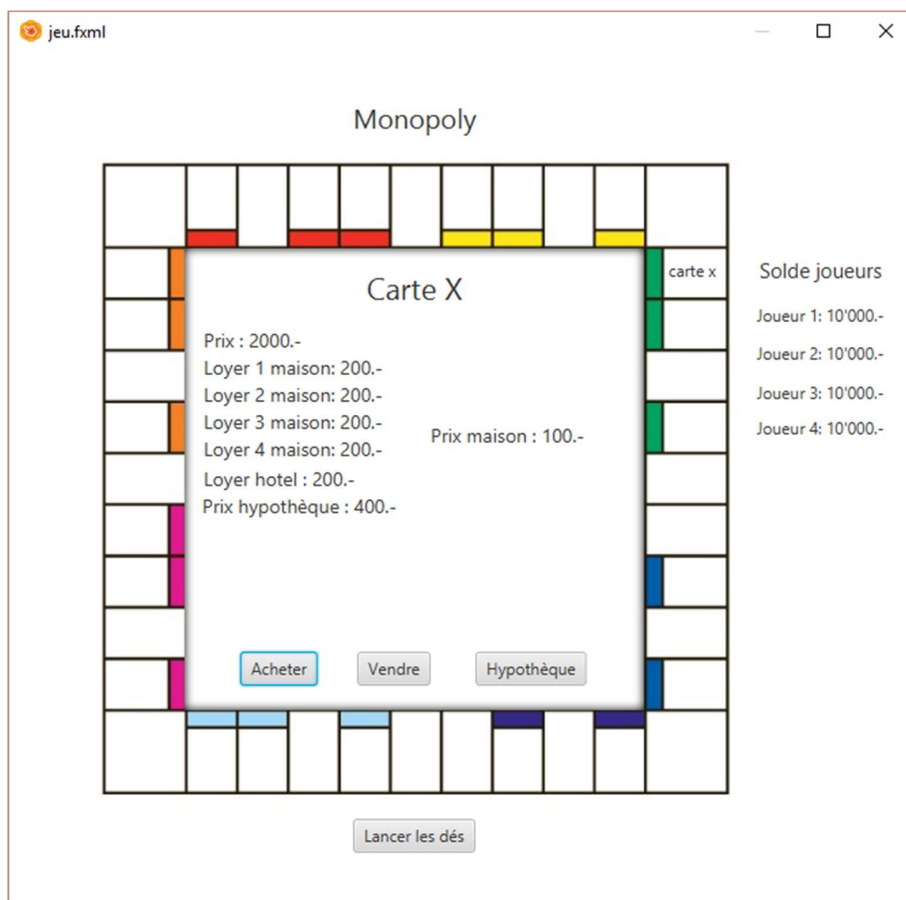 jeu.fxml
Monopoly
carte x
Carte X
Prix : 2000.-
Loyer 1 maison: 200.-
Loyer 2 maison: 200.-
Loyer 3 maison: 200.-
Loyer 4 maison: 200.-
Loyer hotel : 200.-
Prix hypothèque : 400.-
Prix maison : 100.-
Acheter
Vendre
Hypothèque
Solde joueurs
Joueur 1: 10'000.-
Joueur 2: 10'000.-
Joueur 3: 10'000.-
Joueur 4: 10'000.-
Lancer les dés